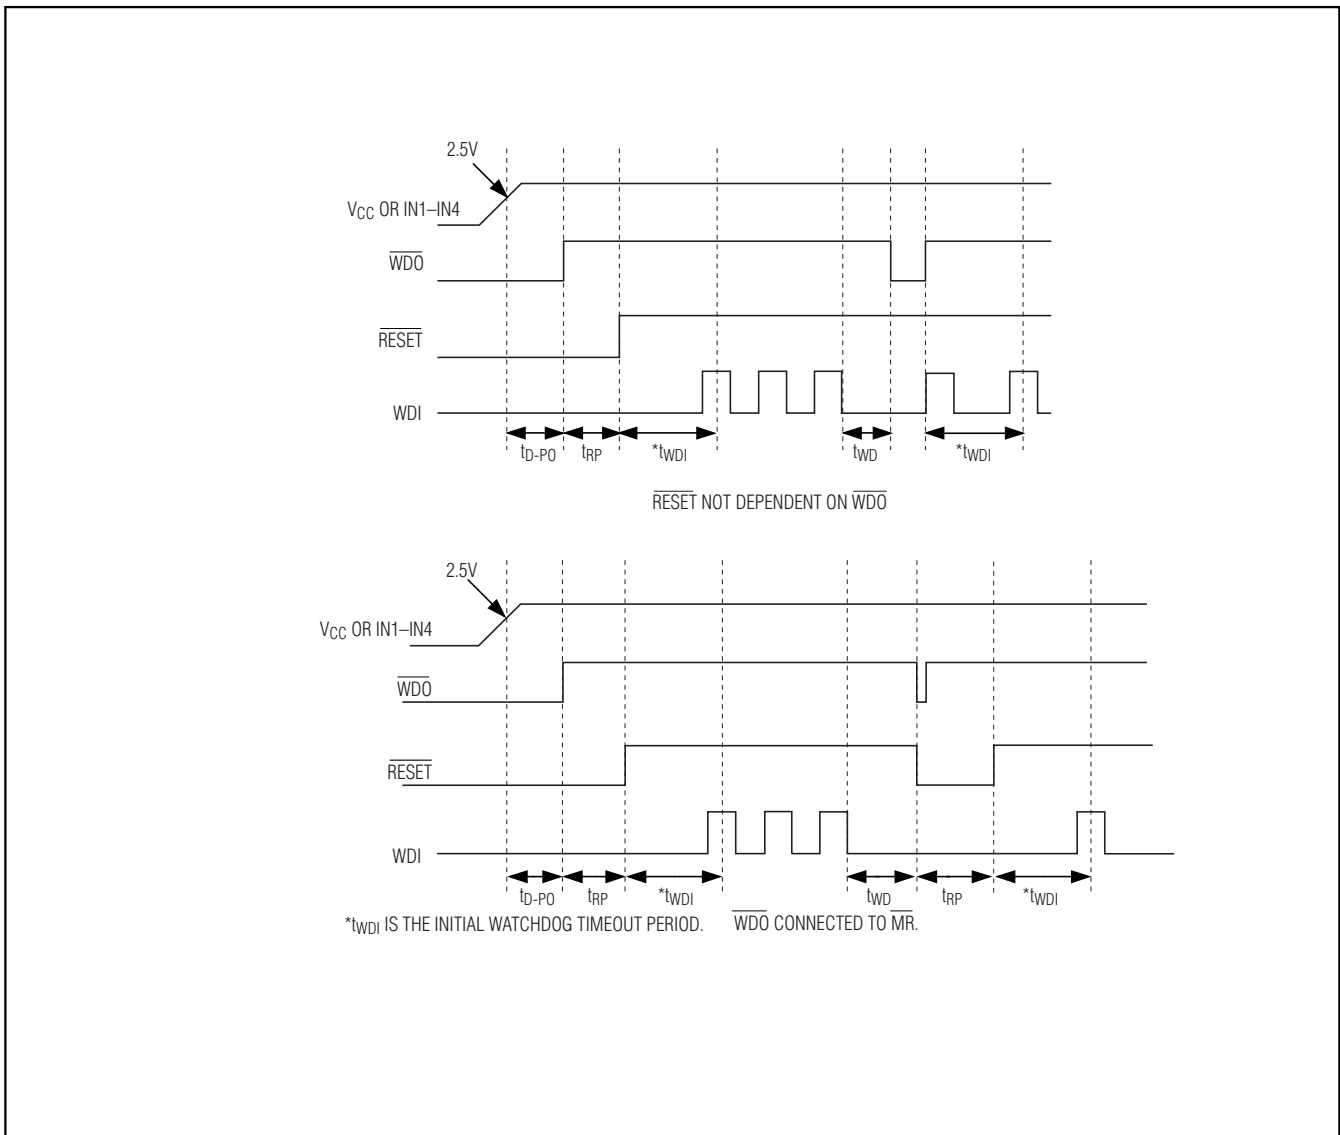 2.5V
VCC OR IN1–IN4
WDO
RESET
WDI
tD-PO tRP *tWDI tWD *tWDI
RESET NOT DEPENDENT ON WDO
2.5V
VCC OR IN1–IN4
WDO
RESET
WDI
tD-PO tRP *tWDI tWD tRP *tWDI
*tWDI IS THE INITIAL WATCHDOG TIMEOUT PERIOD. WDO CONNECTED TO MR.